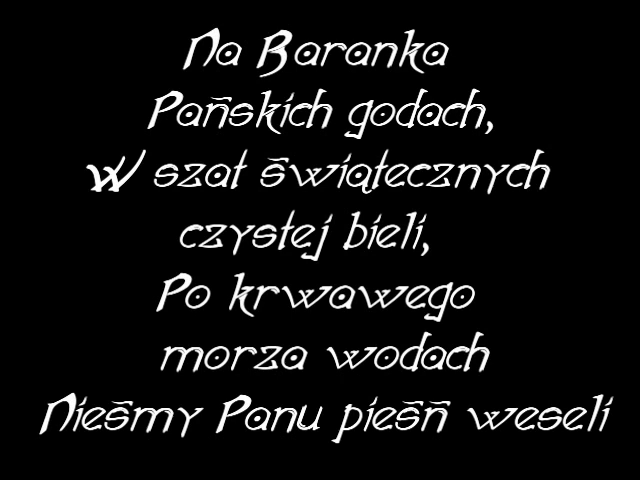 Na Baranka
Pańskich godach,
W szat świątecznych
czystej bieli,
Po krwawego
morza wodach
Nieśmy Panu pieśń weseli